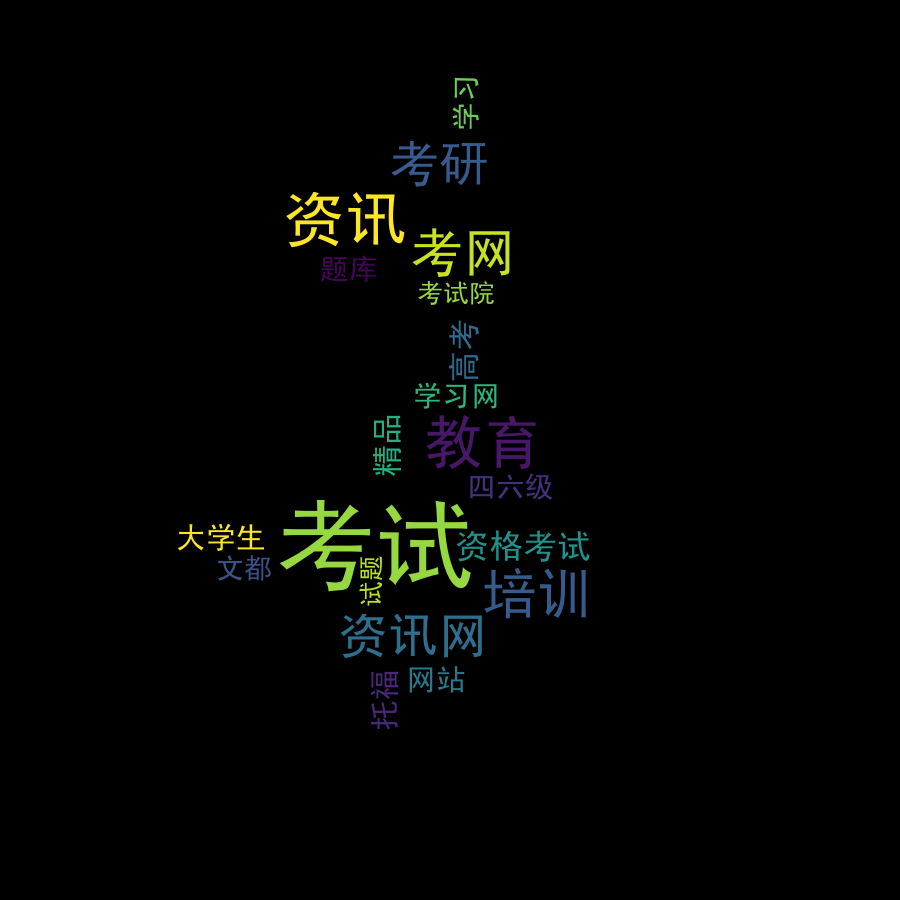 学习
考研
资讯
考网
题库
考试院
高考
学习网
精品
教育
四六级
考试
大学生
资格考试
文都
试题
培训
资讯网
网站
托福